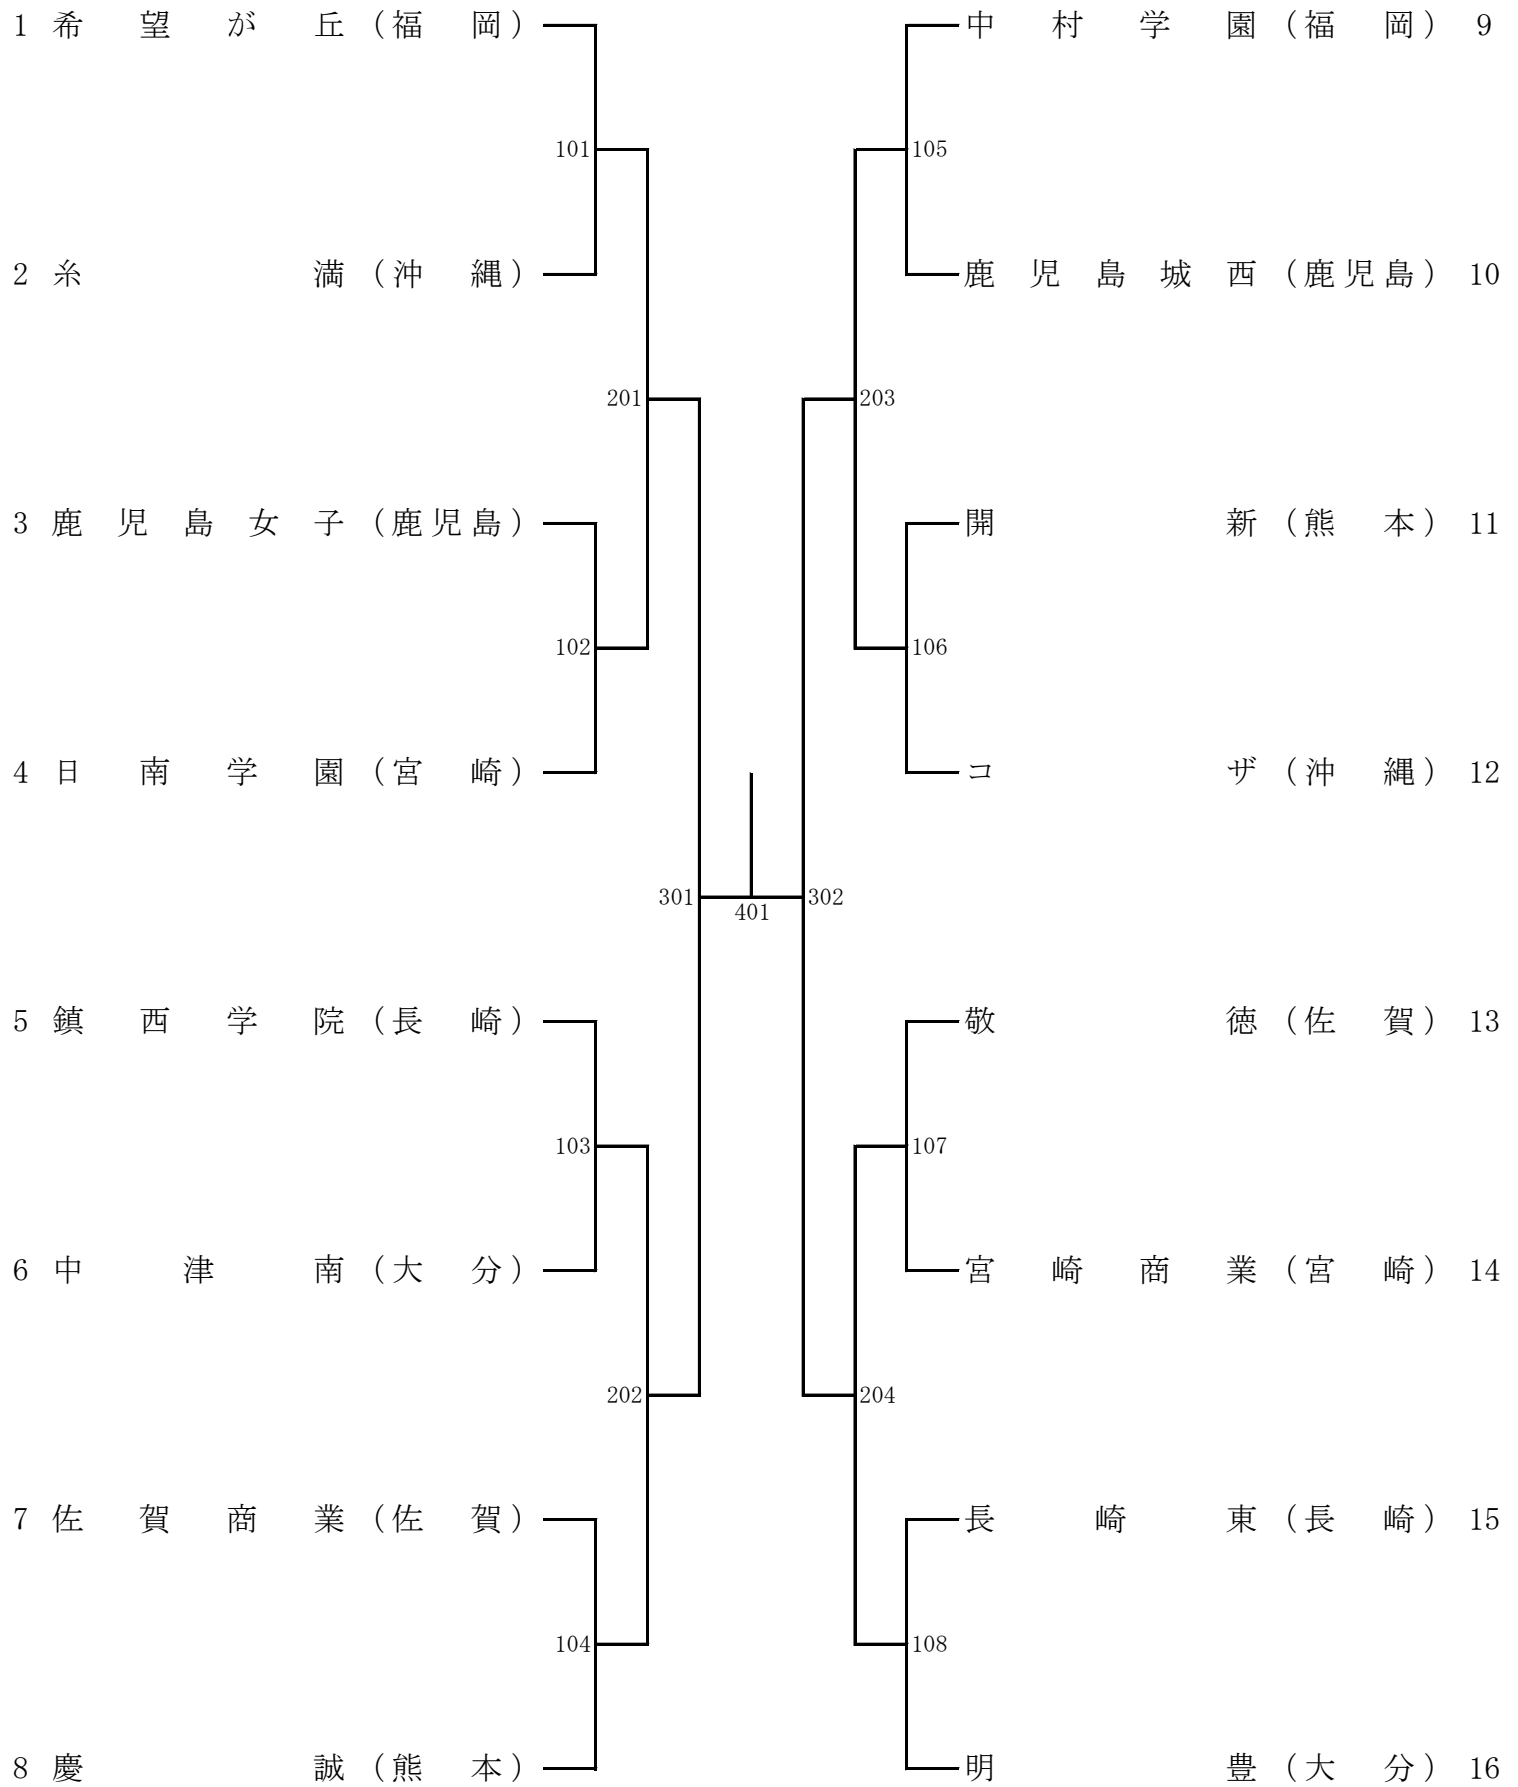 1 希望が丘(福岡)
中村学園(福岡) 9
101
105
2 糸満(沖縄)
鹿児島城西(鹿児島) 10
201
203
3 鹿児島女子(鹿児島)
開新(熊本) 11
102
106
4 日南学園(宮崎)
コザ(沖縄) 12
301
302
401
5 鎮西学院(長崎)
敬徳(佐賀) 13
103
107
6 中津南(大分)
宮崎商業(宮崎) 14
202
204
7 佐賀商業(佐賀)
長崎東(長崎) 15
104
108
8 慶誠(熊本)
明豊(大分) 16